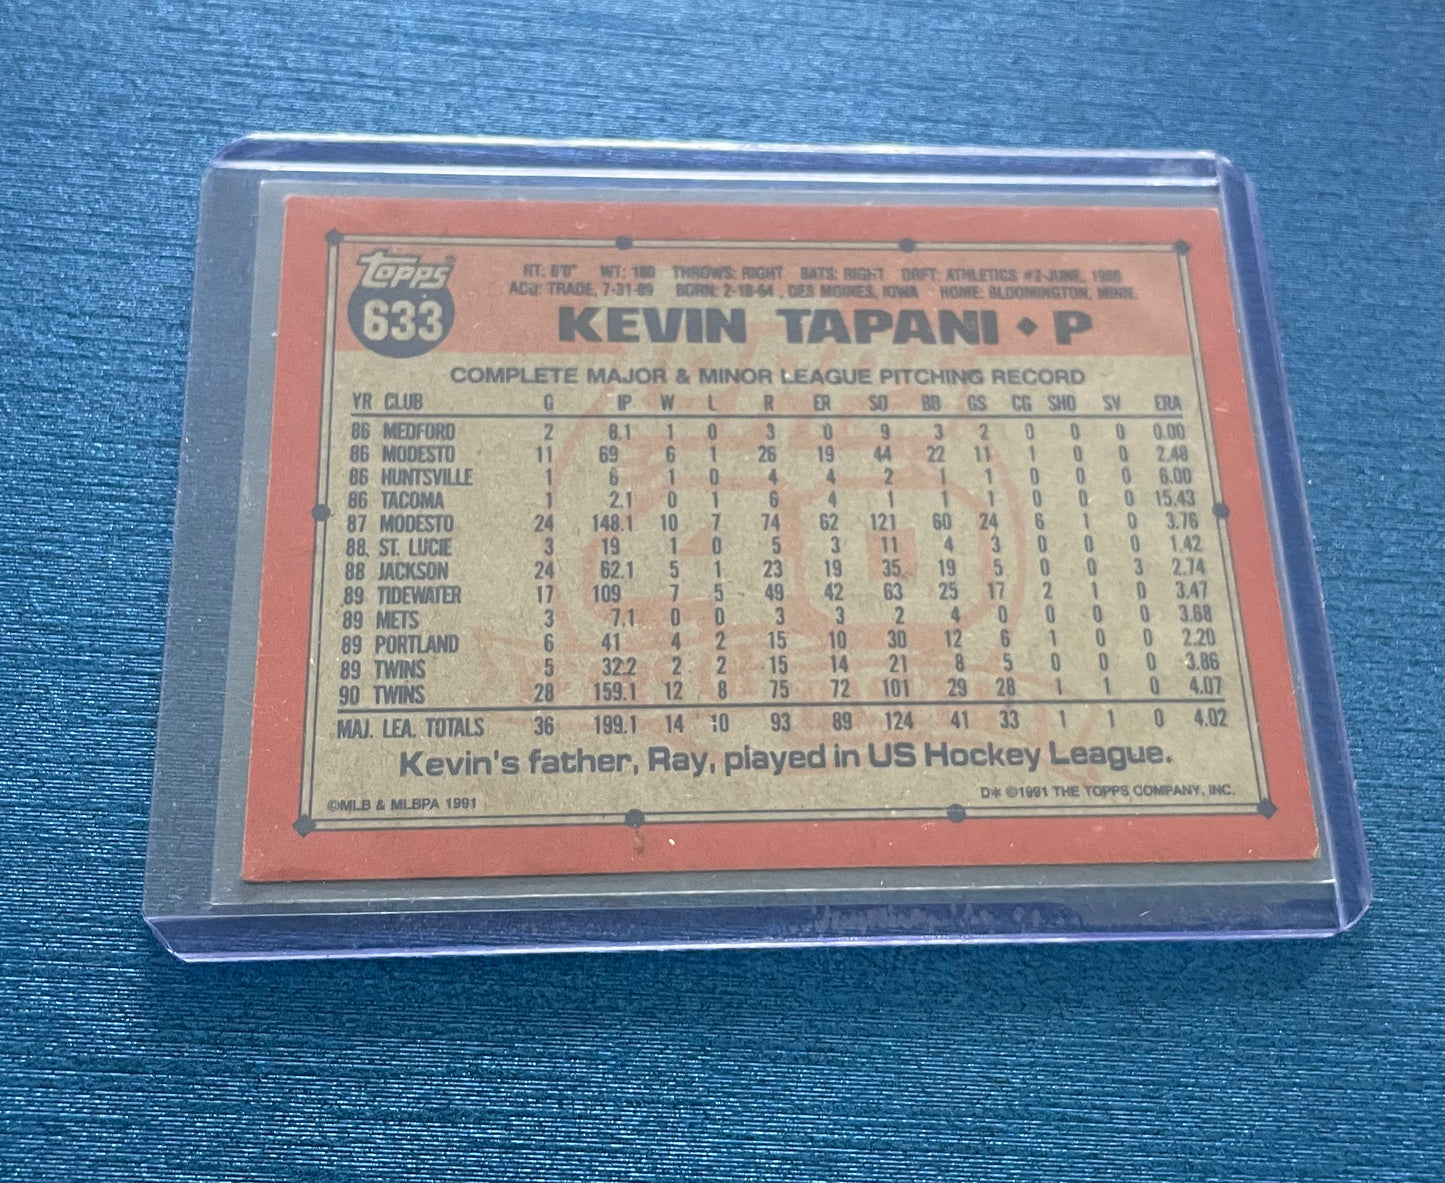 Topps
633
HT: 6'0" WT: 180 THROWS: RIGHT BATS: RIGHT DRFT: ATHLETICS #2-JUNE, 1986
ACQ: TRADE, 7-31-89 BORN: 2-18-64, DES MOINES, IOWA HOME: BLOOMINGTON, MINN.
KEVIN TAPANI ♦ P
COMPLETE MAJOR & MINOR LEAGUE PITCHING RECORD
YR CLUB G IP W L R ER SO BB GS CG SHO SV ERA
86 MEDFORD 2 8.1 1 0 3 0 9 3 2 0 0 0 0.00
86 MODESTO 11 69 6 1 26 19 44 22 11 1 0 0 2.48
86 HUNTSVILLE 1 6 1 0 4 4 2 1 1 0 0 0 6.00
86 TACOMA 1 2.1 0 1 6 4 1 1 1 0 0 0 15.43
87 MODESTO 24 148.1 10 7 74 62 121 60 24 6 1 0 3.76
88 ST. LUCIE 3 19 1 0 5 3 11 4 3 0 0 0 1.42
88 JACKSON 24 62.1 5 1 23 19 35 19 5 0 0 3 2.74
89 TIDEWATER 17 109 7 5 49 42 63 25 17 2 1 0 3.47
89 METS 3 7.1 0 0 3 3 2 4 0 0 0 0 3.68
89 PORTLAND 6 41 4 2 15 10 30 12 6 1 0 0 2.20
89 TWINS 5 32.2 2 2 15 14 21 8 5 0 0 0 3.86
90 TWINS 28 159.1 12 8 75 72 101 29 28 1 1 0 4.07
MAJ. LEA. TOTALS 36 199.1 14 10 93 89 124 41 33 1 1 0 4.02
Kevin's father, Ray, played in US Hockey League.
©MLB & MLBPA 1991
D* ©1991 THE TOPPS COMPANY, INC.